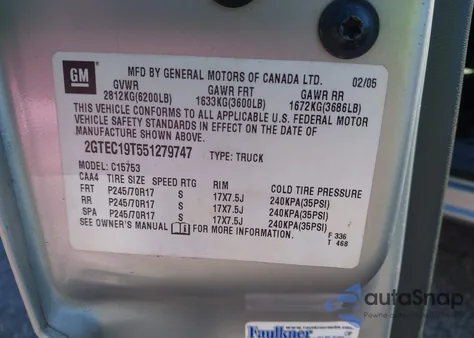 GM
MFD BY GENERAL MOTORS OF CANADA LTD. 02/05
GVWR GAWR FRT GAWR RR
2812KG(6200LB) 1633KG(3600LB) 1672KG(3686LB)
THIS VEHICLE CONFORMS TO ALL APPLICABLE U.S. FEDERAL MOTOR
VEHICLE SAFETY STANDARDS IN EFFECT ON THE DATE OF
MANUFACTURE SHOWN ABOVE.
2GTEC19T551279747 TYPE: TRUCK
MODEL: C15753
CAA4 TIRE SIZE SPEED RTG RIM COLD TIRE PRESSURE
FRT P245/70R17 S 17X7.5J 240KPA(35PSI)
RR P245/70R17 S 17X7.5J 240KPA(35PSI)
SPA P245/70R17 S 17X7.5J 240KPA(35PSI)
SEE OWNER'S MANUAL FOR MORE INFORMATION. F 336
T 468
autoSnap
Faulkner